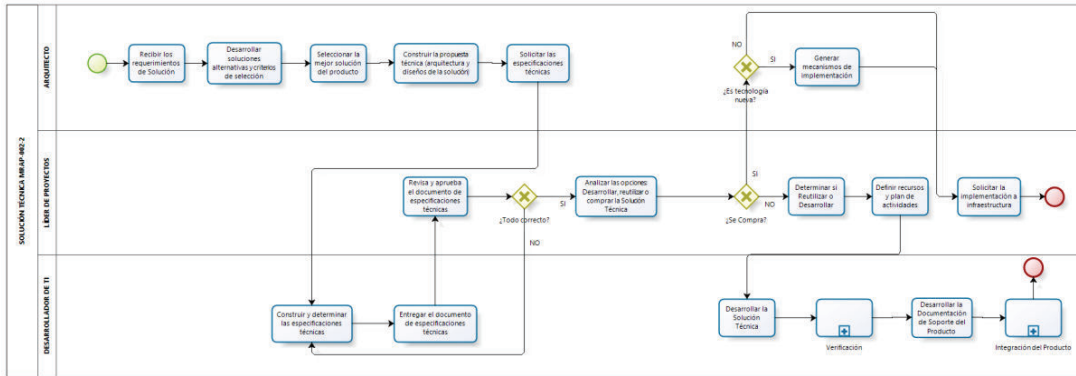 SOLUCIÓN TÉCNICA MIRAP-002-2
ARQUITECTO
Recibir los
requerimientos
de Solución
Desarrollar
soluciones
alternativas y criterios
de selección
Seleccionar la
mejor solución
del producto
Construir la propuesta
técnica (arquitectura y
diseños de la solución)
Solicitar las
especificaciones
técnicas
NO
SI
¿Es tecnología
nueva?
Generar
mecanismos de
implementación
LÍDER DE PROYECTOS
Revisa y aprueba
el documento de
especificaciones
técnicas
¿Todo correcto?
SI
NO
Analizar las opciones:
Desarrollar, reutilizar o
comprar la Solución
Técnica
SI
NO
¿Se Compra?
Determinar si
Reutilizar o
Desarrollar
Definir recursos
y plan de
actividades
Solicitar la
implementación a
infraestructura
DESARROLLADOR DE TI
Construir y determinar
las especificaciones
técnicas
Entregar el documento
de especificaciones
técnicas
Desarrollar la
Solución
Técnica
Verificación
Desarrollar la
Documentación
de Soporte del
Producto
Integración del Producto